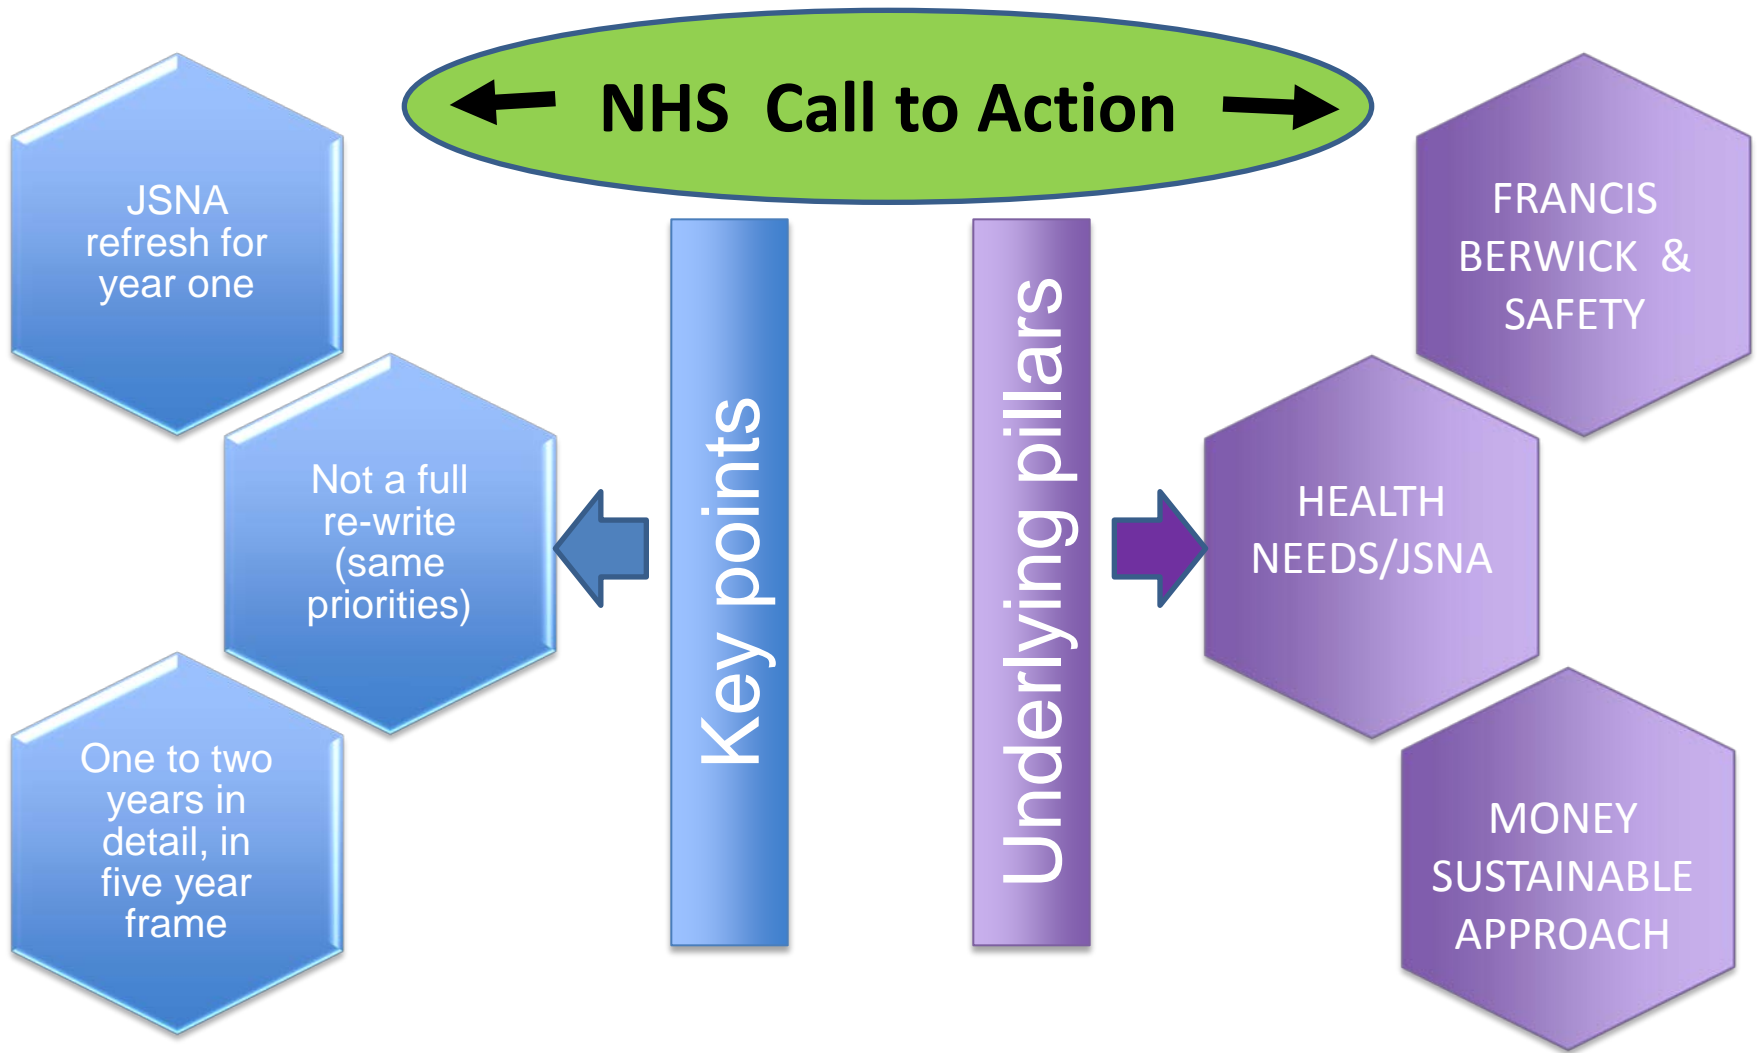 NHS  Call to Action
JSNA
refresh for
year one
Not a full
re-write
(same
priorities)
One to two
years in
detail, in
five year
frame
Key points
Underlying pillars
FRANCIS
BERWICK  &
SAFETY
HEALTH
NEEDS/JSNA
MONEY
SUSTAINABLE
APPROACH